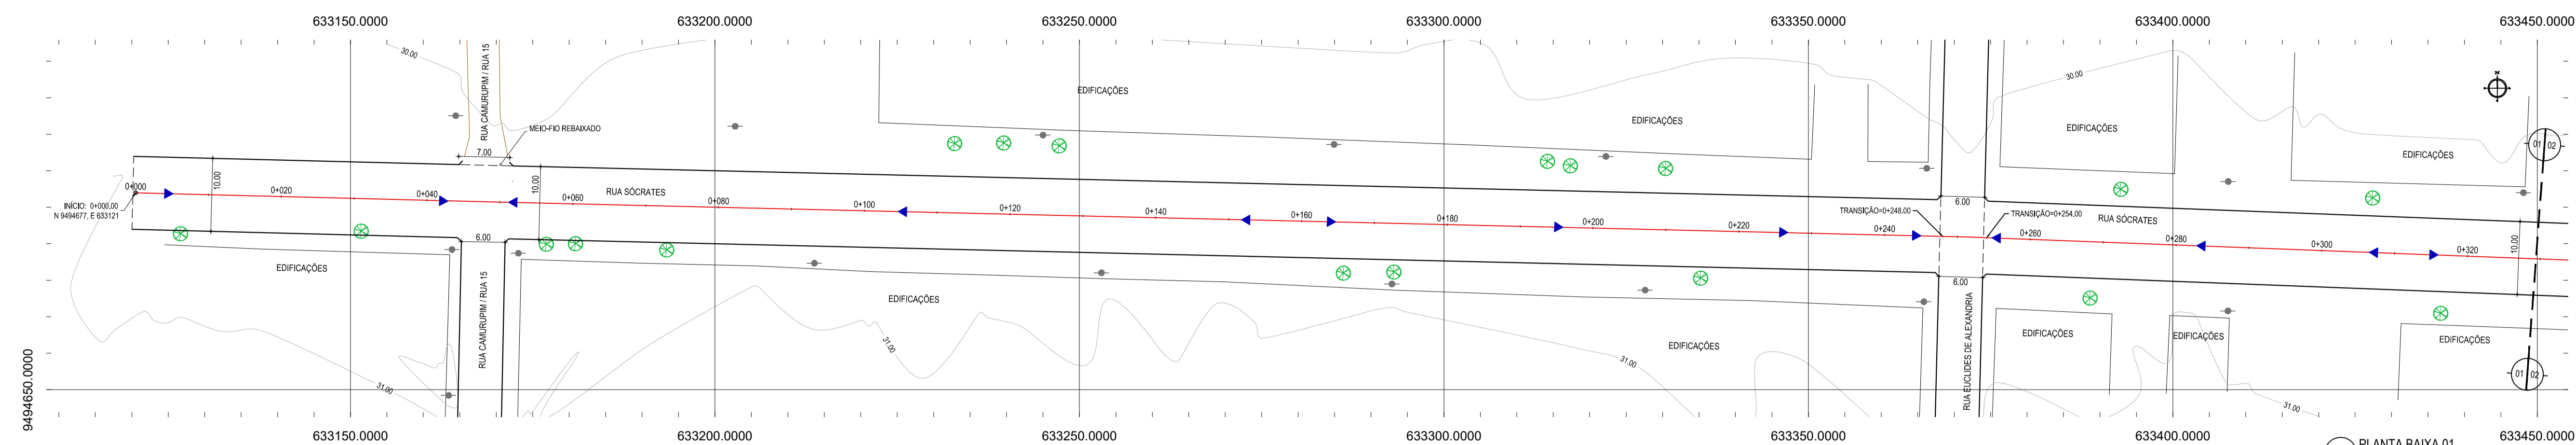 633150.0000
633200.0000
633250.0000
633300.0000
633350.0000
633400.0000
633450.0000
30.00
RUA CAMURUPIM / RUA 15
MEIO-FIO REBAIXADO
7.00
EDIFICAÇÕES
EDIFICAÇÕES
EDIFICAÇÕES
EDIFICAÇÕES
30.00
N
01
02
10.00
10.00
0+000
0+020
0+040
0+060
0+080
0+100
0+120
0+140
0+160
0+180
0+200
0+220
0+240
0+260
0+280
0+300
0+320
RUA SÓCRATES
RUA SÓCRATES
INÍCIO: 0+000.00
N 9494677, E 633121
TRANSIÇÃO=0+248.00
TRANSIÇÃO=0+254.00
6.00
6.00
6.00
10.00
EDIFICAÇÕES
EDIFICAÇÕES
EDIFICAÇÕES
EDIFICAÇÕES
EDIFICAÇÕES
EDIFICAÇÕES
RUA CAMURUPIM / RUA 15
RUA EUCLIDES DE ALEXANDRIA
31.00
31.00
31.00
31.00
01
02
9494650.0000
633150.0000
633200.0000
633250.0000
633300.0000
633350.0000
633400.0000
633450.0000
PLANTA BAIXA 01